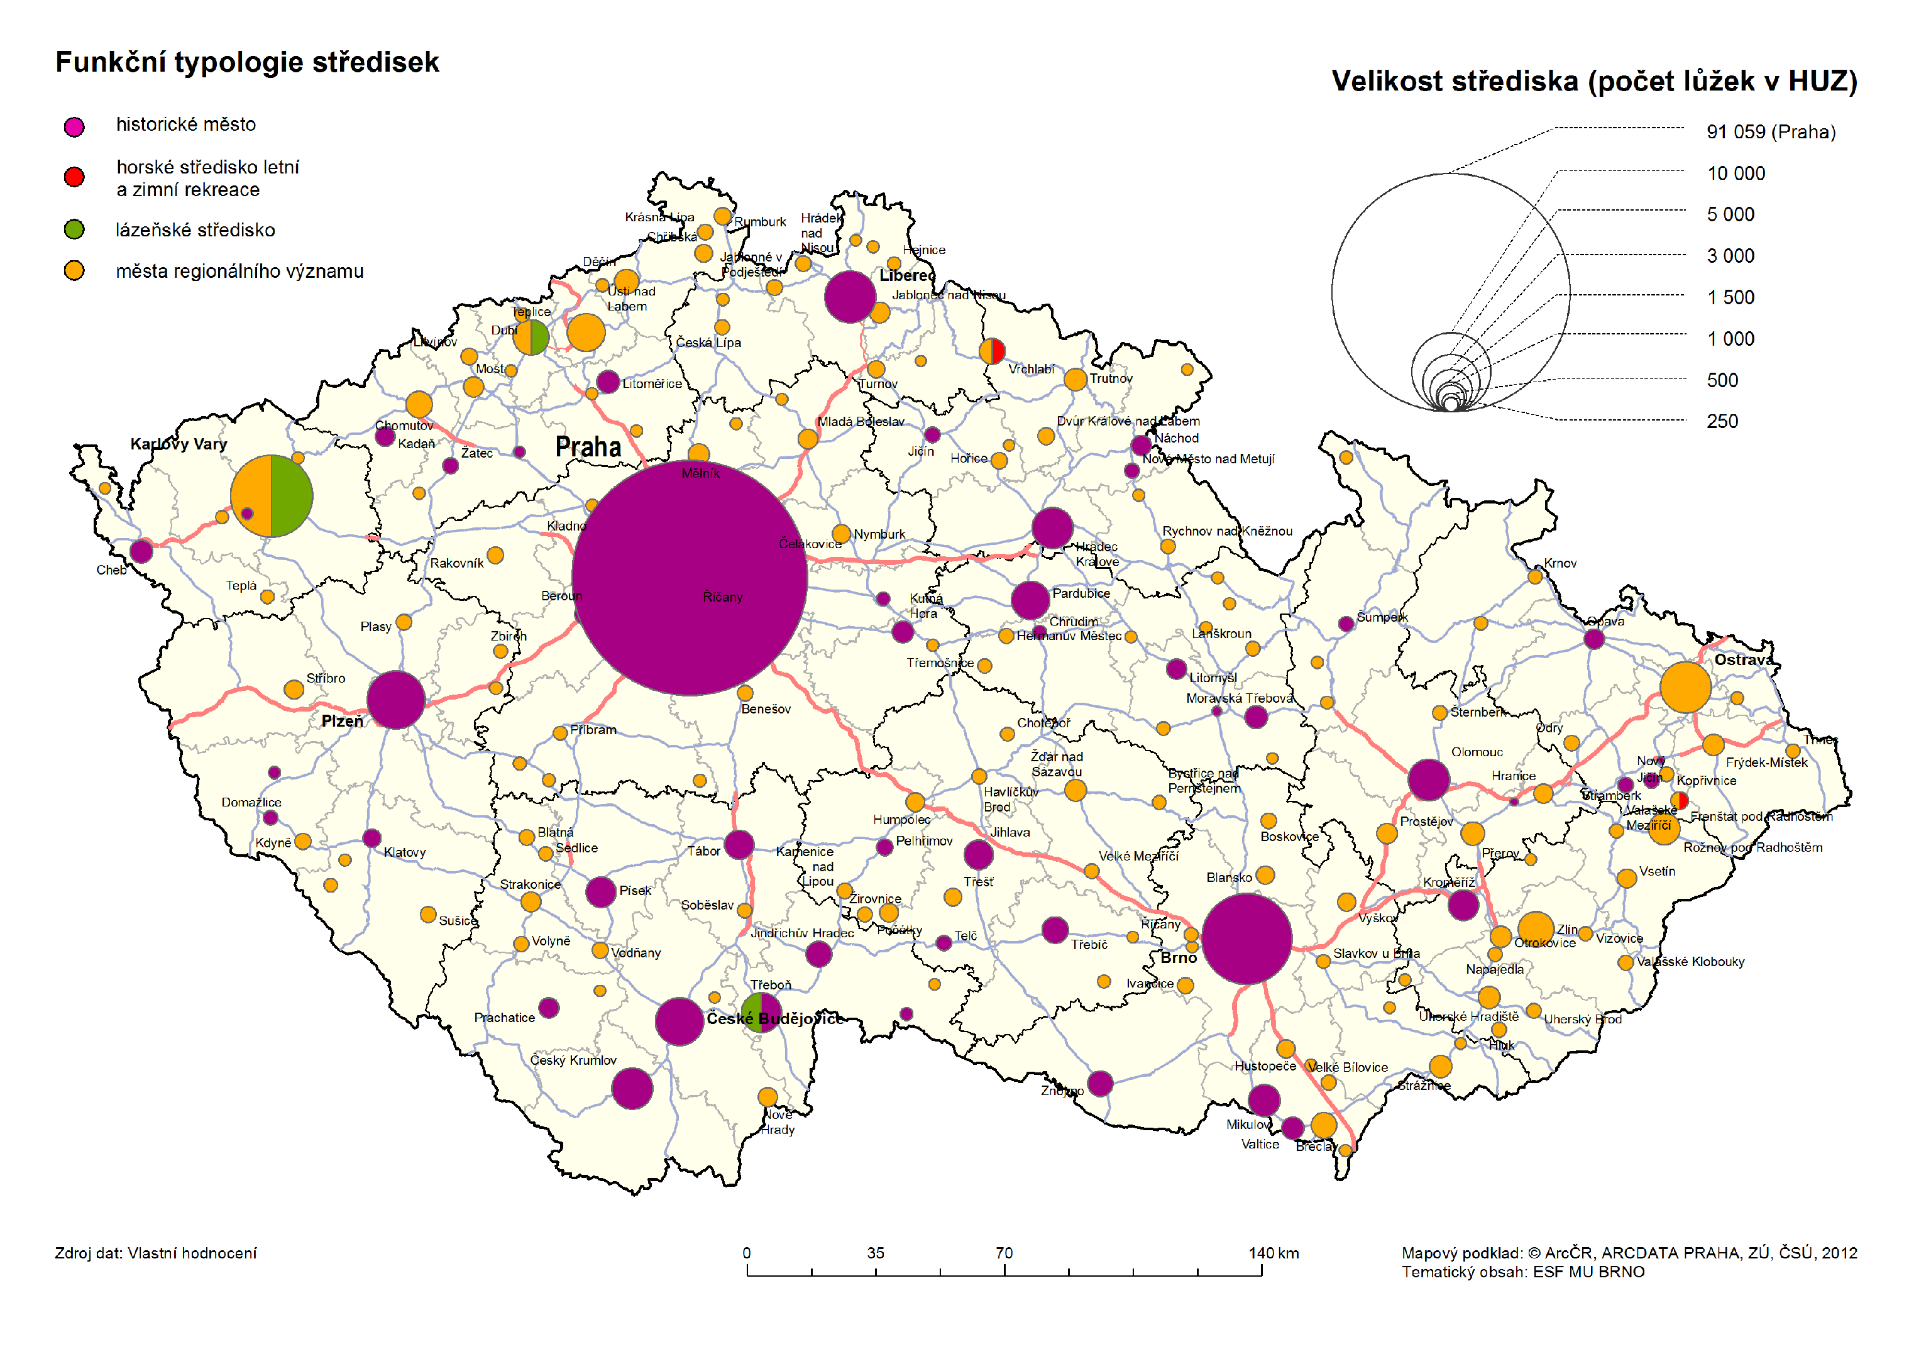 Funkční typologie středisek
historické město
horské středisko letní
a zimní rekreace
lázeňské středisko
města regionálního významu
Velikost střediska (počet lůžek v HUZ)
91 059 (Praha)
10 000
5 000
3 000
1 500
1 000
500
250
Krásná Lípa
Rumburk
Chřibská
Hrádek
nad
Nisou
Hejnice
Děčín
Jablonné v
Podještědí
Liberec
Jablonec nad Nisou
Ústí nad
Labem
Teplice
Dubí
Litvínov
Most
Česká Lípa
Litoměřice
Turnov
Vrchlabí
Trutnov
Chomutov
Kadaň
Žatec
Karlovy Vary
Praha
Mělník
Mladá Boleslav
Jičín
Hořice
Dvůr Králové nad Labem
Náchod
Nové Město nad Metují
Kladno
Čelákovice
Nymburk
Hradec
Králové
Rychnov nad Kněžnou
Cheb
Teplá
Rakovník
Beroun
Říčany
Kutná
Hora
Pardubice
Chrudim
Heřmanův Městec
Lanškroun
Šumperk
Krnov
Opava
Ostrava
Plasy
Zbiroh
Třemošnice
Litomyšl
Moravská Třebová
Šternberk
Stříbro
Plzeň
Benešov
Příbram
Chotěboř
Žďár nad
Sázavou
Bystřice nad
Pernštejnem
Olomouc
Odry
Hranice
Nový
Jičín
Kopřivnice
Štramberk
Třinec
Frýdek-Místek
Frenštát pod Radhoštěm
Valašské
Meziříčí
Rožnov pod Radhoštěm
Domažlice
Kdyně
Klatovy
Blatná
Sedlice
Tábor
Humpolec
Havlíčkův
Brod
Jihlava
Pelhřimov
Kamenice
nad
Lipou
Velké Meziříčí
Boskovice
Prostějov
Přerov
Vsetín
Strakonice
Písek
Soběslav
Žirovnice
Počátky
Třešť
Telč
Třebíč
Blansko
Kroměříž
Vyškov
Sušice
Volyně
Vodňany
Jindřichův Hradec
Říčany
Brno
Slavkov u Brna
Zlín
Otrokovice
Vizovice
Napajedla
Valašské Klobouky
Ivančice
Prachatice
Třeboň
České Budějovice
Uherské Hradiště
Uherský Brod
Hluk
Český Krumlov
Nové
Hrady
Znojmo
Hustopeče
Velké Bílovice
Strážnice
Mikulov
Valtice
Břeclav
Zdroj dat: Vlastní hodnocení
0 35 70 140 km
Mapový podklad: © ArcČR, ARCDATA PRAHA, ZÚ, ČSÚ, 2012
Tematický obsah: ESF MU BRNO